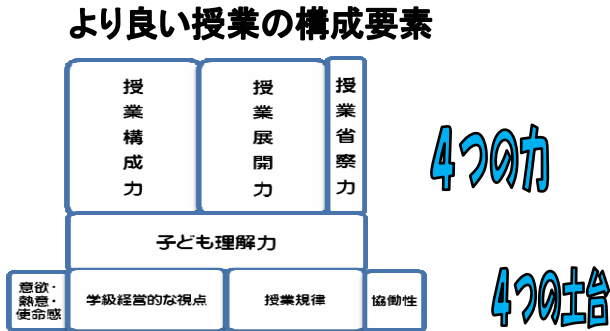 より良い授業の構成要素
授業構成力
授業展開力
授業省察力
4つの力
子ども理解力
意欲・
熱意・
使命感
学級経営的な視点
授業規律
協働性
4つの土台